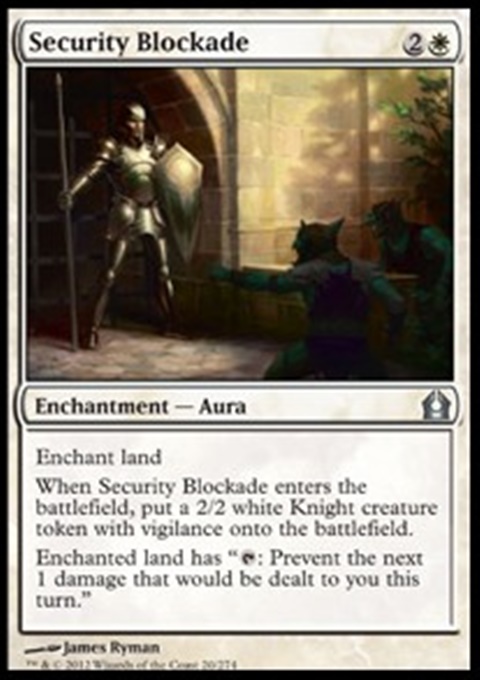 Security Blockade 2
Enchantment — Aura
Enchant land
When Security Blockade enters the
battlefield, put a 2/2 white Knight creature
token with vigilance onto the battlefield.
Enchanted land has “: Prevent the next
1 damage that would be dealt to you this
turn.”
James Ryman
™ & © 2012 Wizards of the Coast 20/274